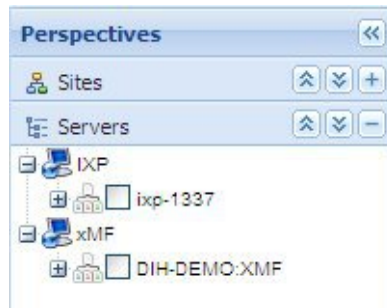 Perspectives
Sites
Servers
IXP
ixp-1337
xMF
DIH-DEMO:XMF